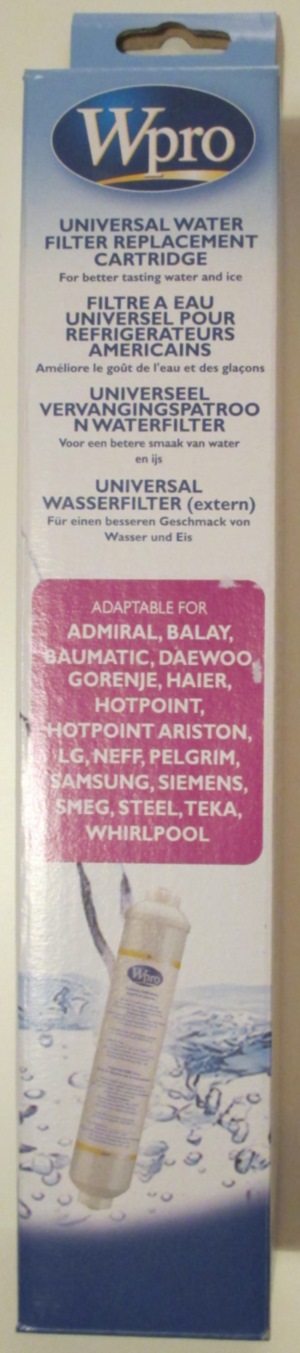 Wpro
UNIVERSAL WATER
FILTER REPLACEMENT
CARTRIDGE
For better tasting water and ice
FILTRE A EAU
UNIVERSEL POUR
REFRIGERATEURS
AMERICAINS
Améliore le goût de l'eau et des glaçons
UNIVERSEEL
VERVANGINGSPATROO
N WATERFILTER
Voor een betere smaak van water
en ijs
UNIVERSAL
WASSERFILTER (extern)
Für einen besseren Geschmack von
Wasser und Eis
ADAPTABLE FOR
ADMIRAL, BALAY,
BAUMATIC, DAEWOO,
GORENJE, HAIER,
HOTPOINT,
HOTPOINT ARISTON,
LG, NEFF, PELGRIM,
SAMSUNG, SIEMENS,
SMEG, STEEL, TEKA,
WHIRLPOOL
Wpro